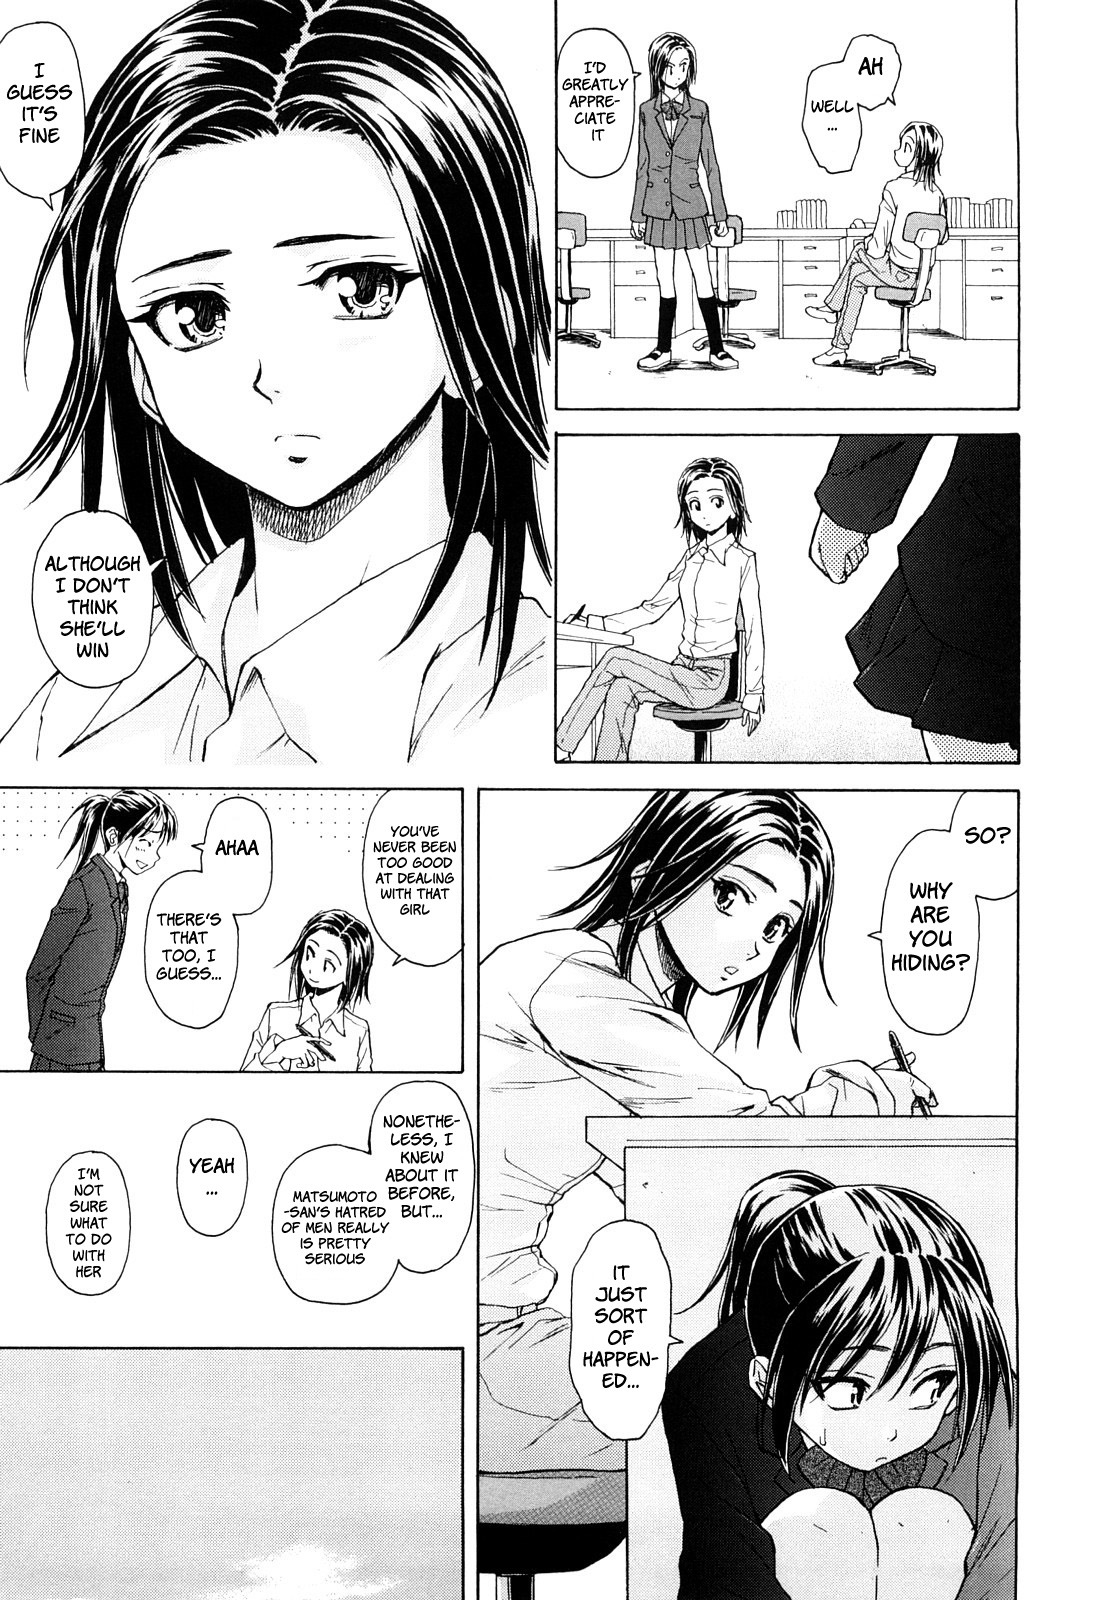 AH
WELL
...
I'D
GREATLY
APPRE-
CIATE
IT
I
GUESS
IT'S
FINE
ALTHOUGH
I DON'T
THINK
SHE'LL
WIN
SO?
WHY
ARE
YOU
HIDING?
IT
JUST
SORT
OF
HAPPEN-
ED...
YOU'VE
NEVER BEEN
TOO GOOD
AT DEALING
WITH THAT
GIRL
AHAA
THERE'S
THAT
TOO, I
GUESS...
NONETHE-
LESS, I
KNEW
ABOUT IT
BEFORE,
BUT...
MATSUMOTO
-SAN'S HATRED
OF MEN REALLY
IS PRETTY
SERIOUS
YEAH
...
I'M
NOT
SURE
WHAT
TO DO
WITH
HER